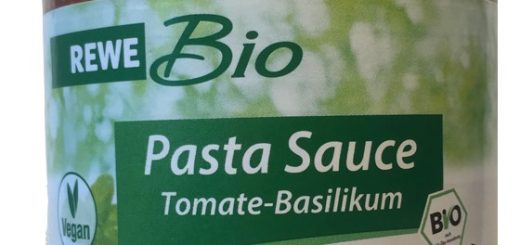 REWE Bio
Pasta Sauce
Tomate-Basilikum
Vegan
BIO